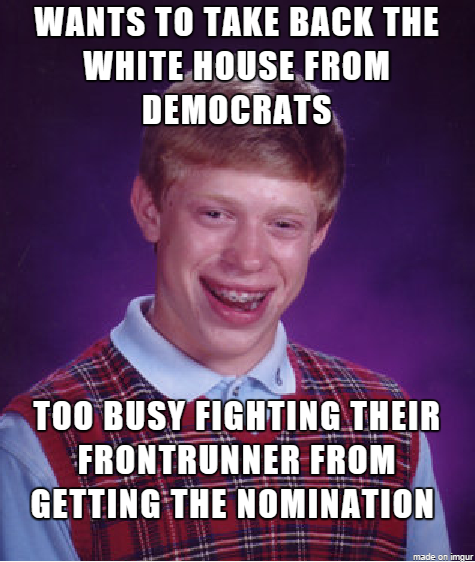 WANTS TO TAKE BACK THE
WHITE HOUSE FROM
DEMOCRATS
TOO BUSY FIGHTING THEIR
FRONTRUNNER FROM
GETTING THE NOMINATION
made on imgur